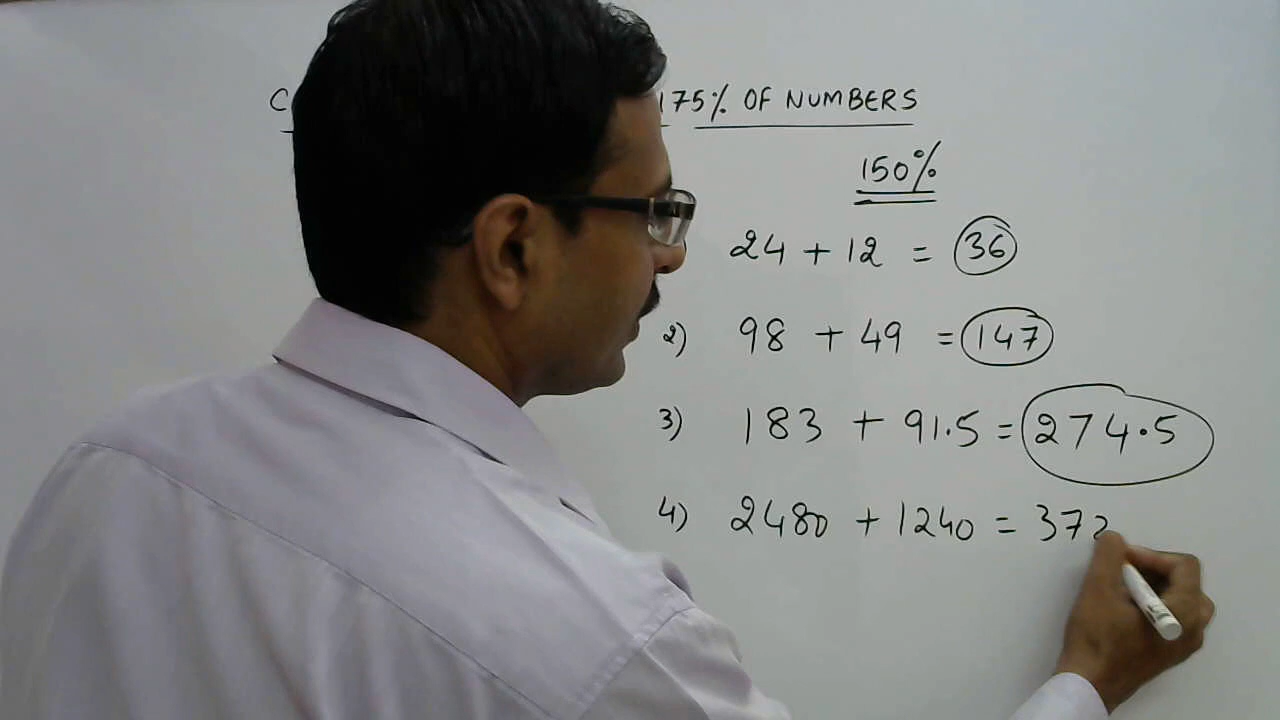 C 175% OF NUMBERS
150%
24 + 12 = 36
2) 98 + 49 = 147
3) 183 + 91.5 = 274.5
4) 2480 + 1240 = 372